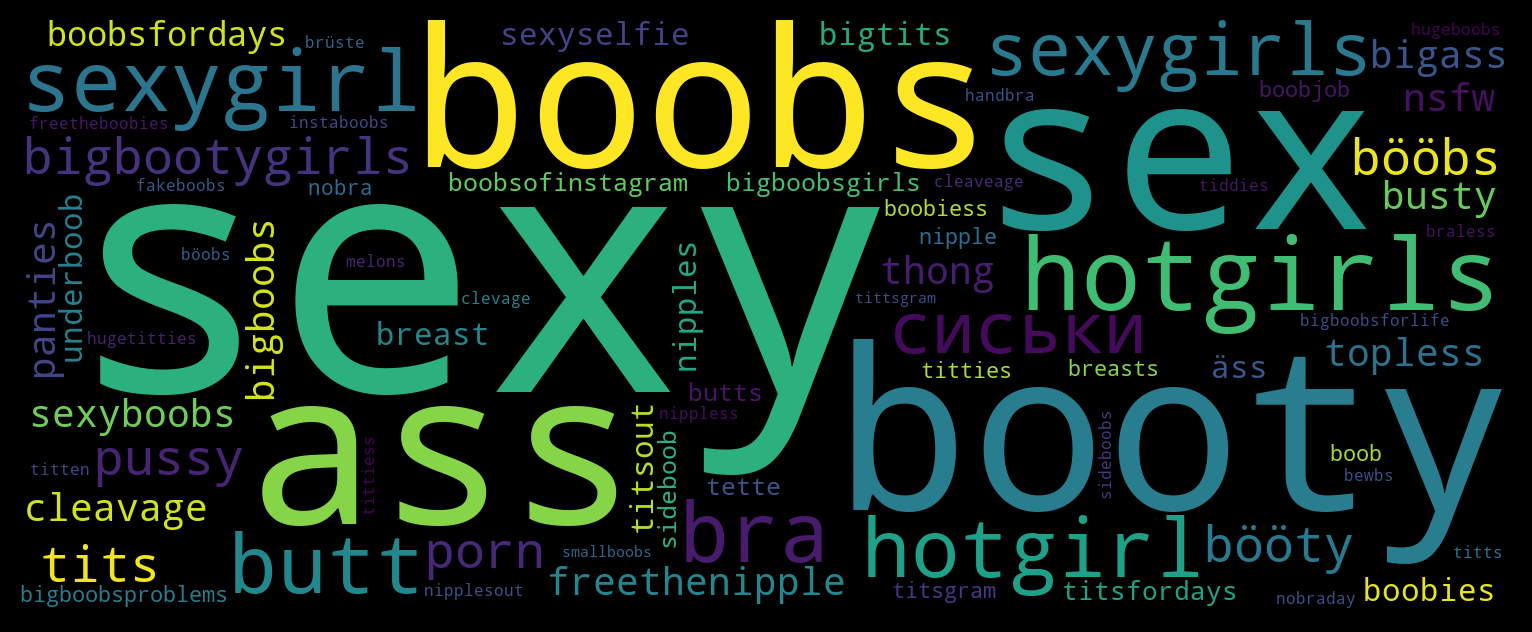 boobsfordays
brüste
sexyselfie
bigtits
hugeboobs
sexygirl
boobs
sexygirls
bigass
handbra
boobjob
nsfw
freetheboobies
instaboobs
sex
bigbootygirls
bööbs
fakeboobs
nobra
boobsofinstagram
bigboobsgirls
cleaveage
tiddies
busty
panties
underboob
sexy
boobiess
nipple
braless
böobs
bigboobs
melons
nipples
thong
hotgirls
clevage
tittsgram
hugetitties
breast
сиськи
bigboobsforlife
topless
titties
breasts
äss
butts
booty
sexyboobs
ass
nippless
titsout
sideboob
sideboobs
tittiess
pussy
titten
boob
bewbs
tette
cleavage
bra
hotgirl
bööty
titts
tits
butt
porn
smallboobs
freethenipple
nipplesout
bigboobsproblems
titsgram
titsfordays
nobraday
boobies